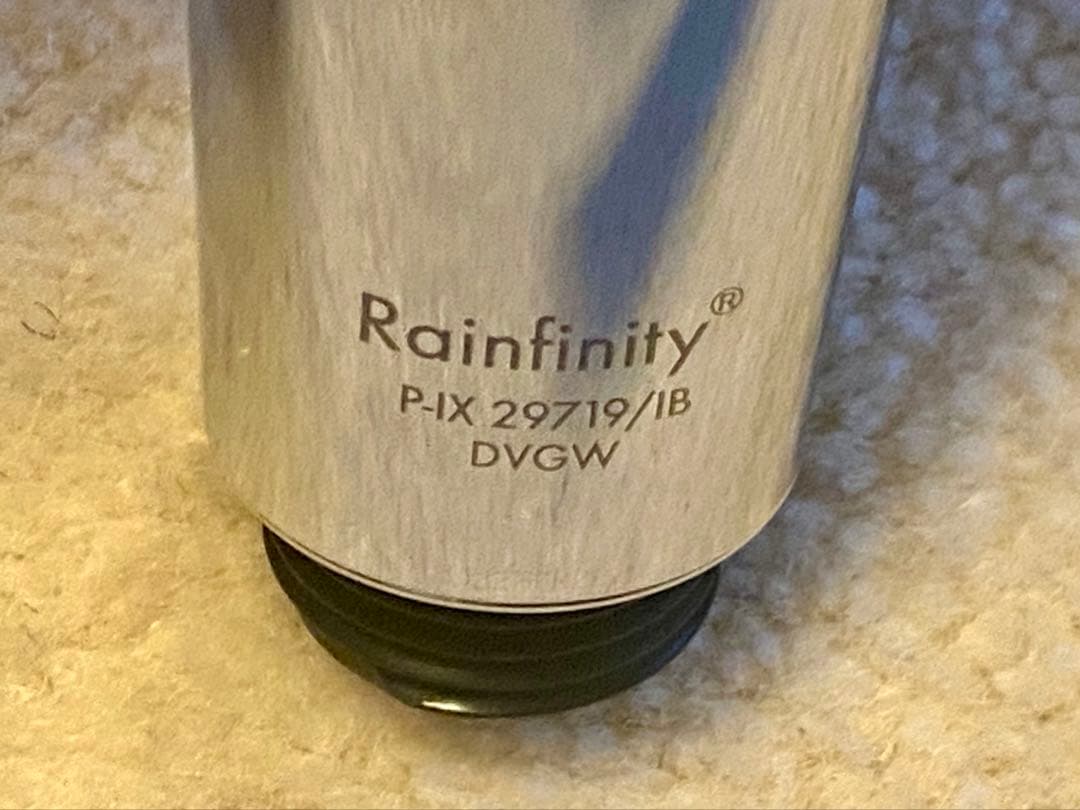 Rainfinity®
P-IX 29719/IB
DVGW